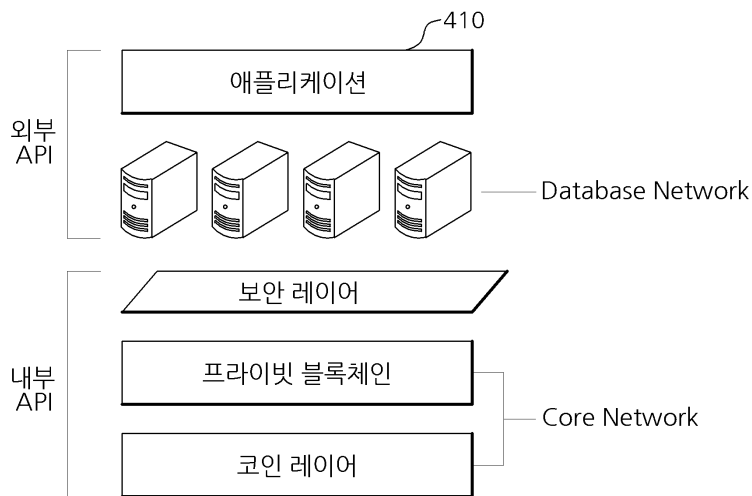 410
애플리케이션
외부
API
Database Network
보안 레이어
프라이빗 블록체인
내부
API
Core Network
코인 레이어